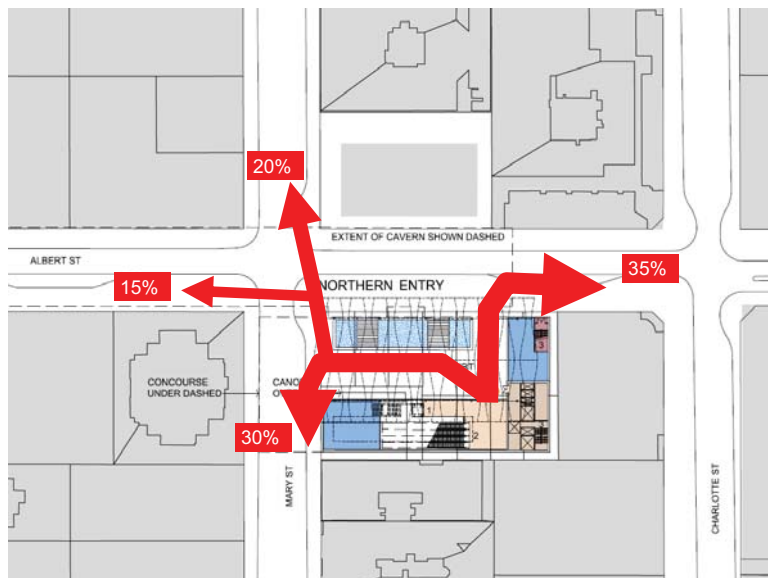 20%
EXTENT OF CAVERN SHOWN DASHED
ALBERT ST
35%
15%
NORTHERN ENTRY
3
CONCOURSE
UNDER DASHED
1
2
30%
MARY ST
CHARLOTTE ST